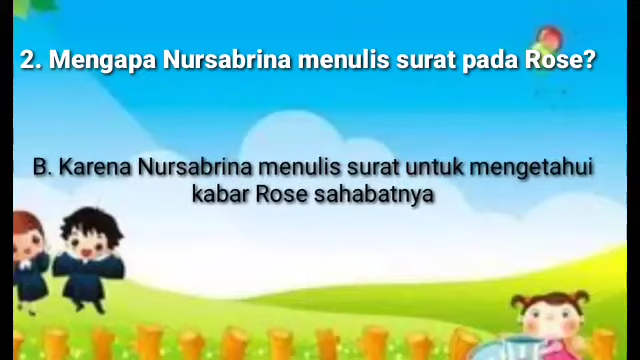 2. Mengapa Nursabrina menulis surat pada Rose?
B. Karena Nursabrina menulis surat untuk mengetahui
kabar Rose sahabatnya